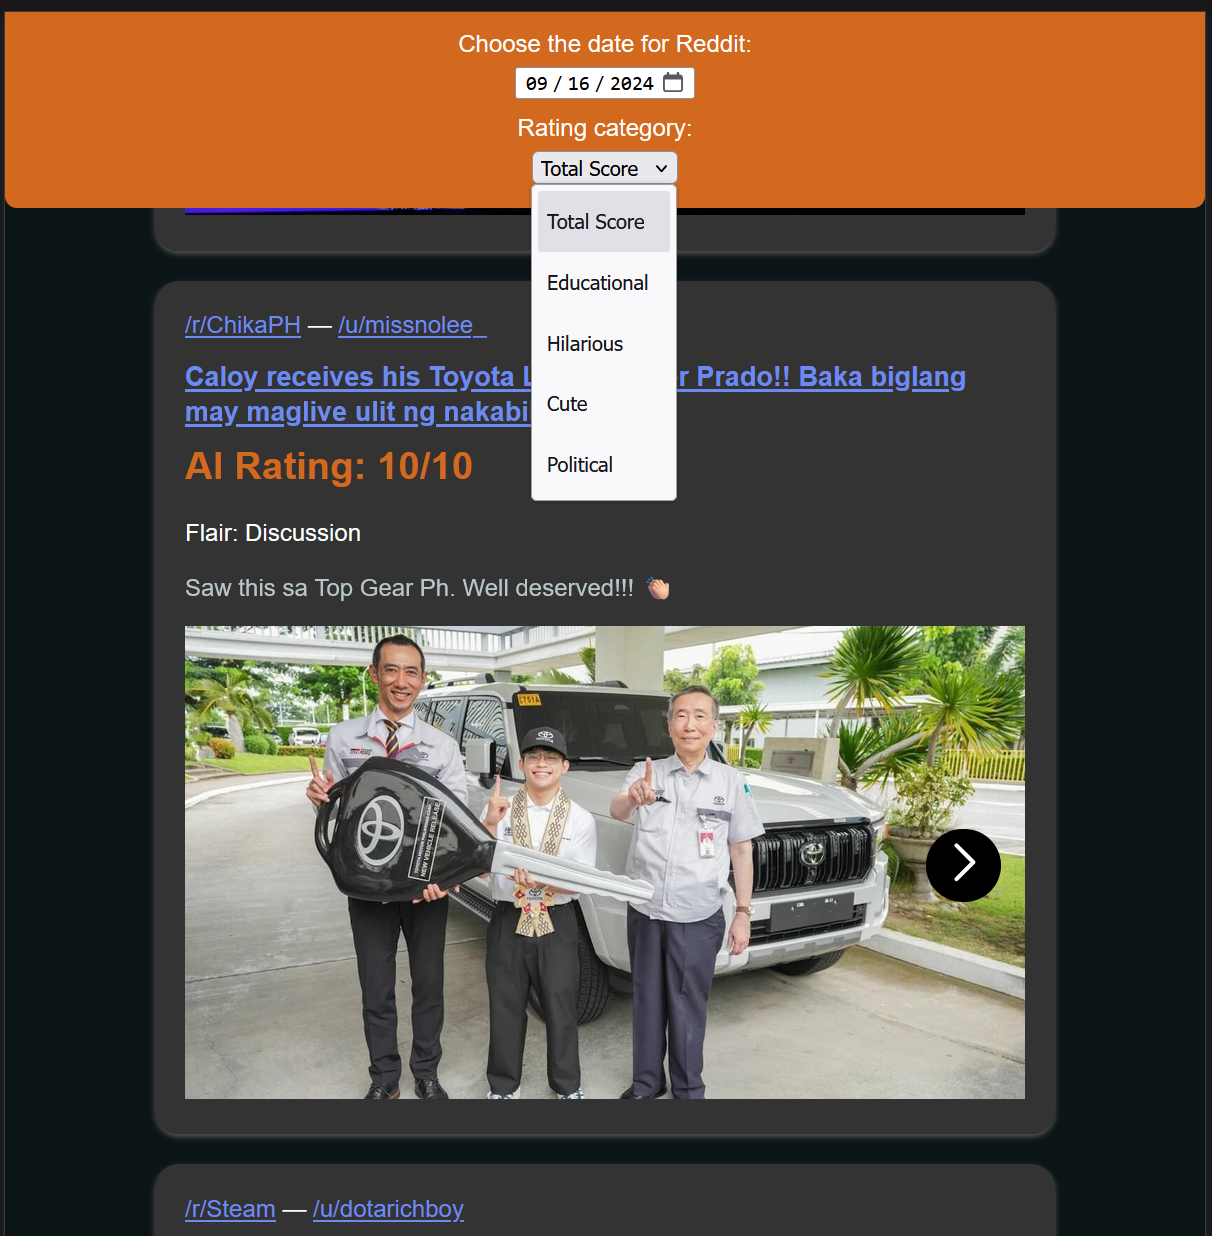 Choose the date for Reddit:
09 / 16 / 2024
Rating category:
Total Score
Total Score
Educational
Hilarious
Cute
Political
/r/ChikaPH — /u/missnolee_
Caloy receives his Toyota L r Prado!! Baka biglang
may maglive ulit ng nakabi
AI Rating: 10/10
Flair: Discussion
Saw this sa Top Gear Ph. Well deserved!!! 👏🏻
751A
TOYOTA
NEW VEHICLE RELEASE
TOYOTA
/r/Steam — /u/dotarichboy